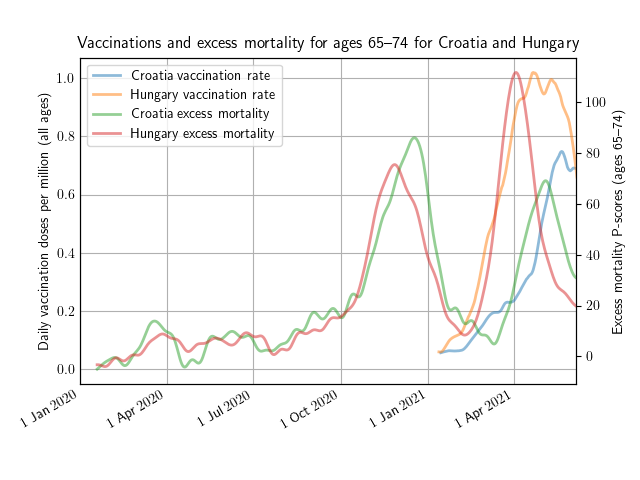 Vaccinations and excess mortality for ages 65–74 for Croatia and Hungary
Croatia vaccination rate
Hungary vaccination rate
Croatia excess mortality
Hungary excess mortality
Daily vaccination doses per million (all ages)
1.0
0.8
0.6
0.4
0.2
0.0
Excess mortality P-scores (ages 65–74)
100
80
60
40
20
0
1 Jan 2020
1 Apr 2020
1 Jul 2020
1 Oct 2020
1 Jan 2021
1 Apr 2021